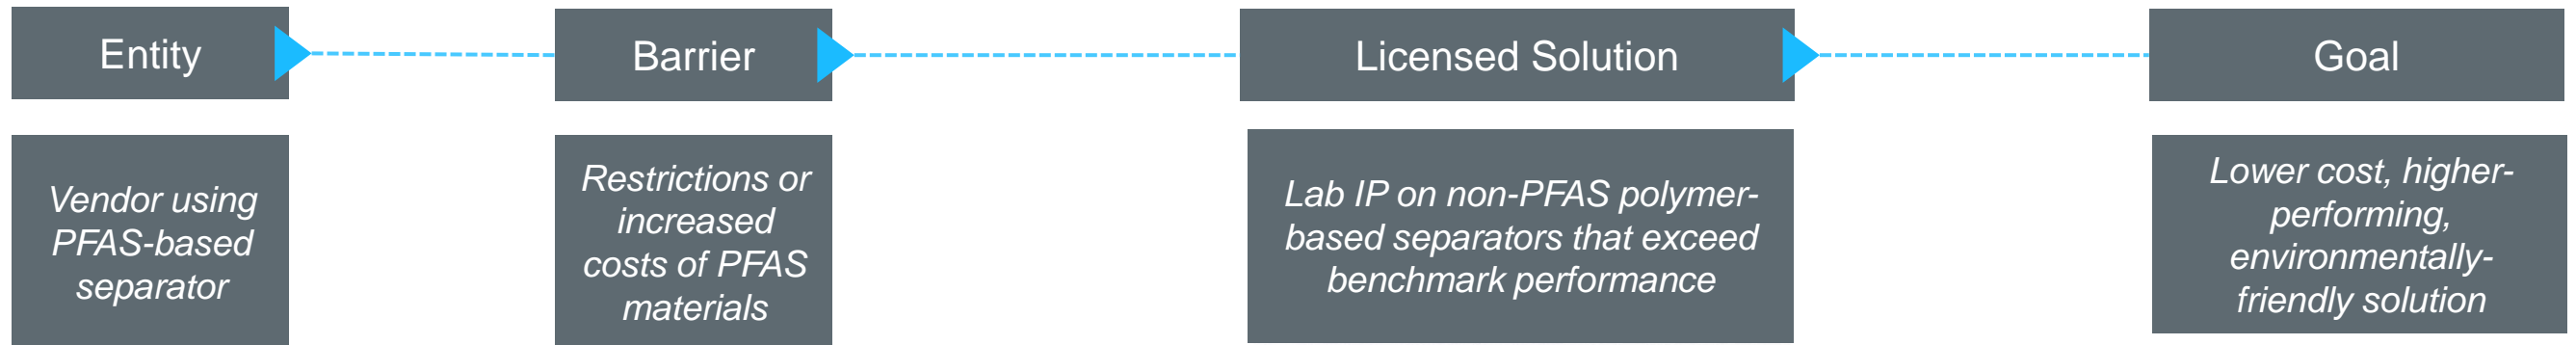 Entity
Barrier
Licensed Solution
Goal
Vendor using
PFAS-based
separator
Restrictions or
increased
costs of PFAS
materials
Lab IP on non-PFAS polymer-
based separators that exceed
benchmark performance
Lower cost, higher-
performing,
environmentally-
friendly solution